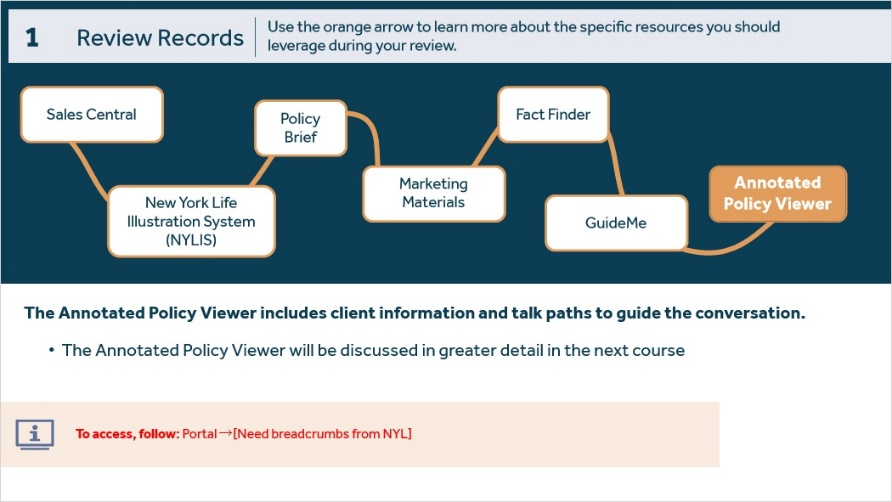 1 Review Records
Use the orange arrow to learn more about the specific resources you should
leverage during your review.
Sales Central
New York Life
Illustration System
(NYLIS)
Policy
Brief
Marketing
Materials
Fact Finder
GuideMe
Annotated
Policy Viewer
The Annotated Policy Viewer includes client information and talk paths to guide the conversation.
• The Annotated Policy Viewer will be discussed in greater detail in the next course
i
To access, follow: Portal→[Need breadcrumbs from NYL]